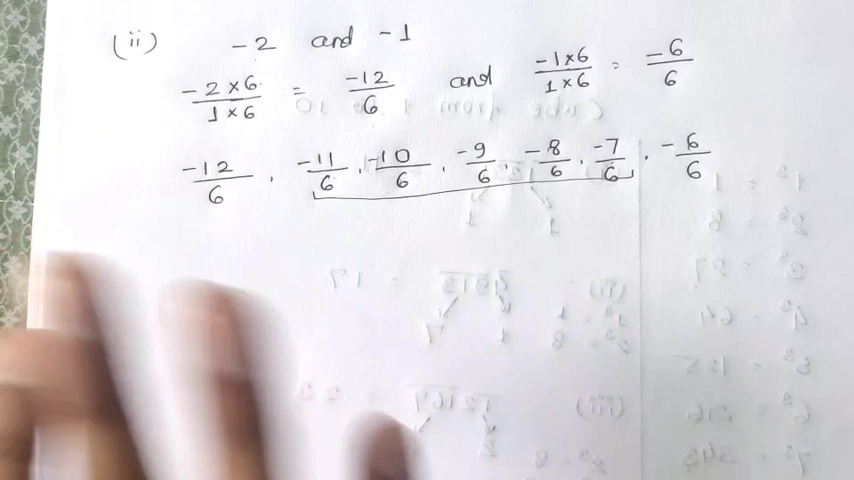 (ii) -2 and -1
-2×6/1×6 = -12/6 and -1×6/1×6 = -6/6
-12/6 , -11/6 , -10/6 , -9/6 , -8/6 , -7/6 , -6/6